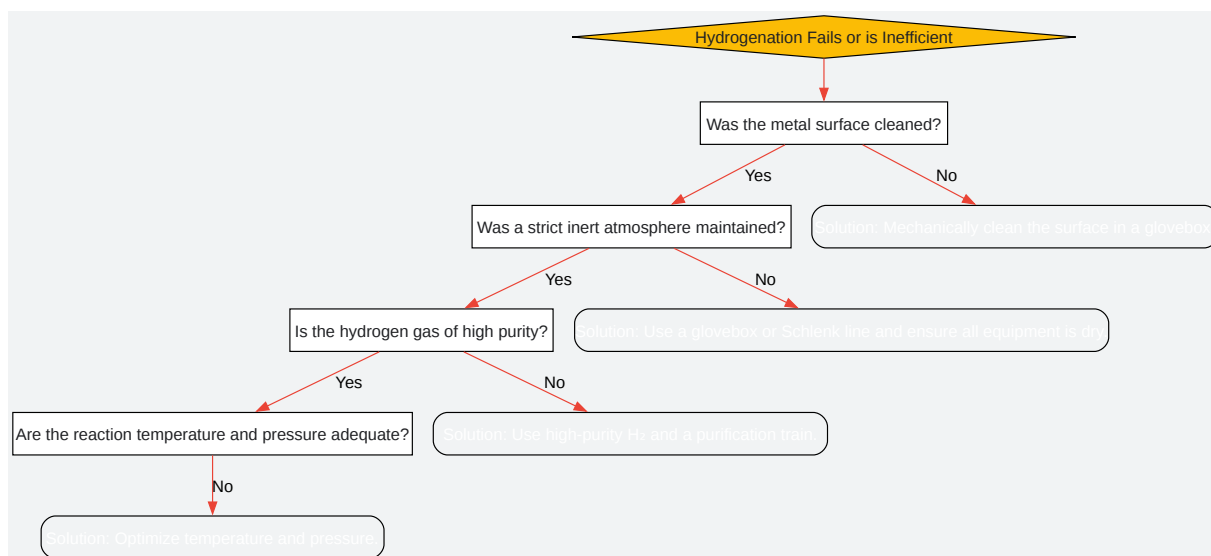 Hydrogenation Fails or is Inefficient
Was the metal surface cleaned?
Yes
No
Was a strict inert atmosphere maintained?
Solution: Mechanically clean the surface in a glovebox
Yes
No
Is the hydrogen gas of high purity?
Solution: Use a glovebox or Schlenk line and ensure all equipment is dry.
Yes
No
Are the reaction temperature and pressure adequate?
Solution: Use high-purity H₂ and a purification train.
No
Solution: Optimize temperature and pressure.